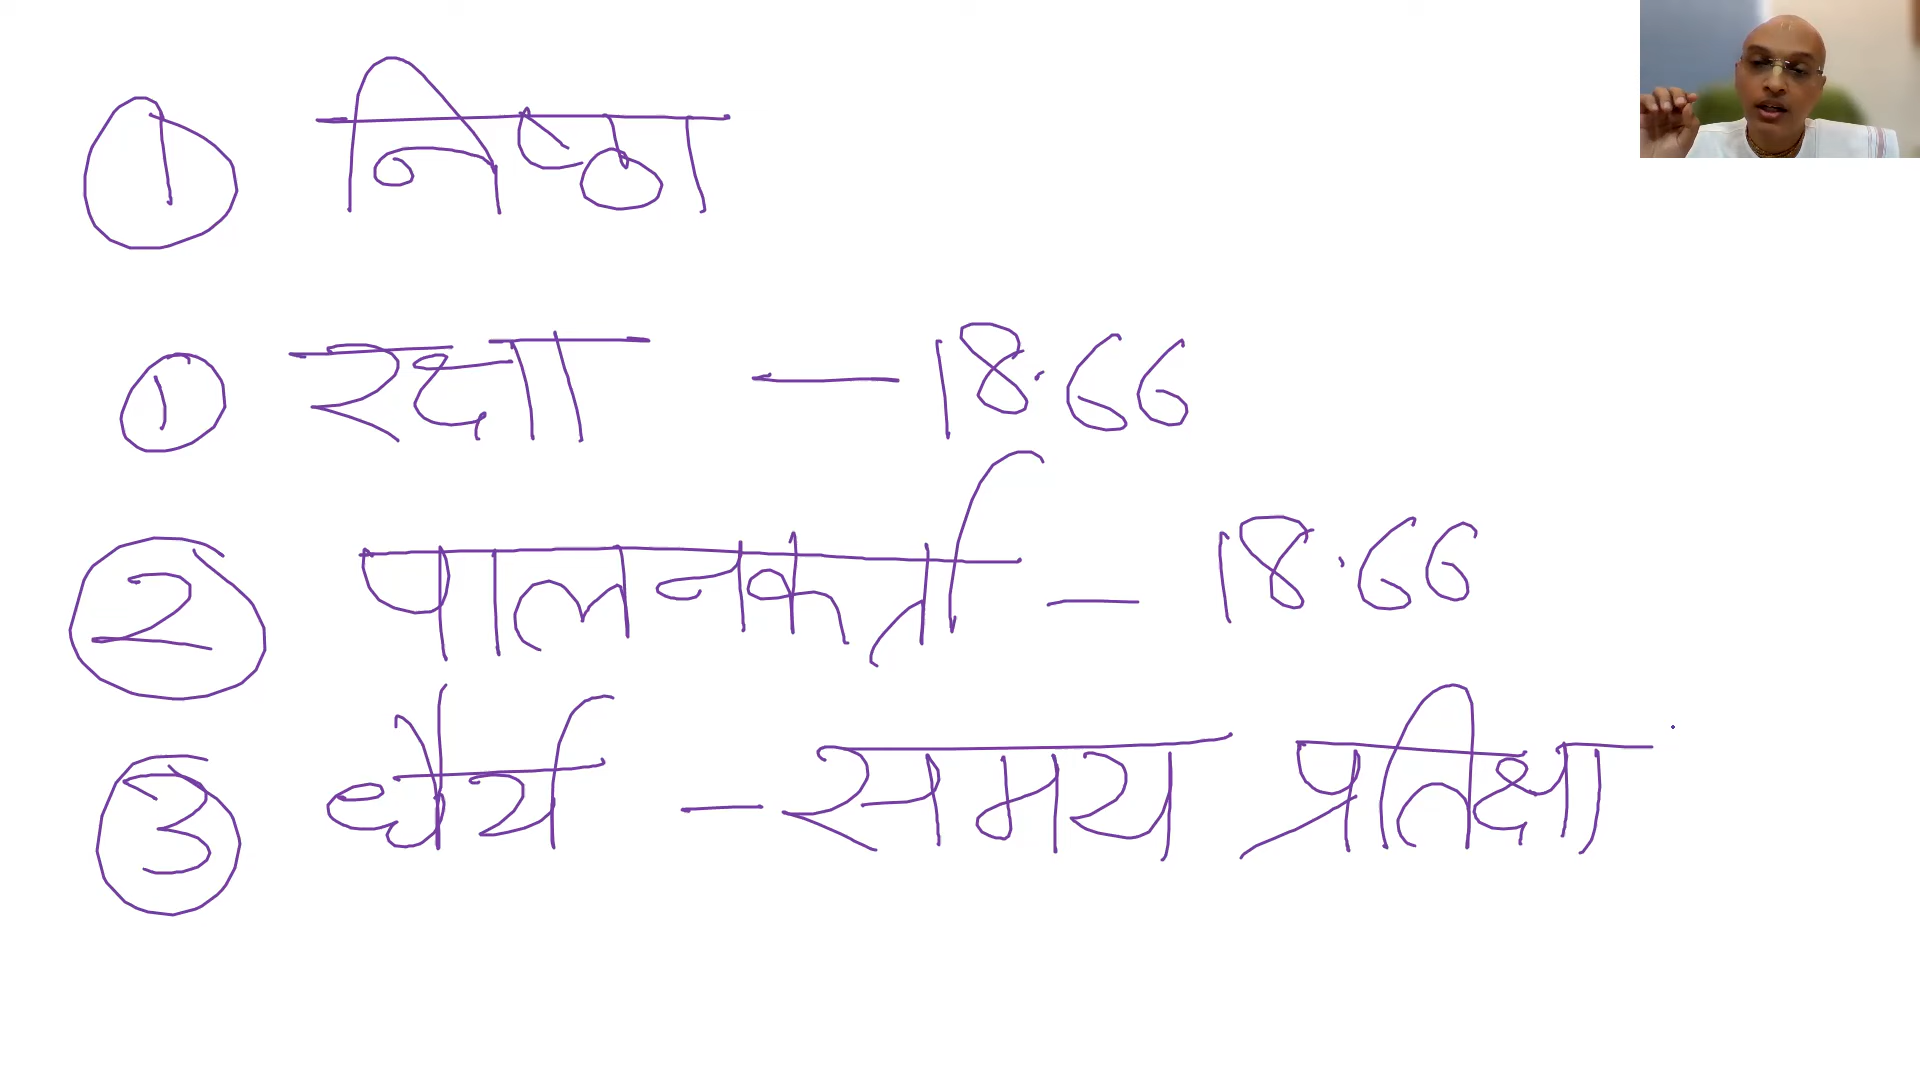 ① निष्ठा
① रक्षा — 18.66
② पालनकर्ता — 18.66
③ धैर्य — समय प्रतिक्षा